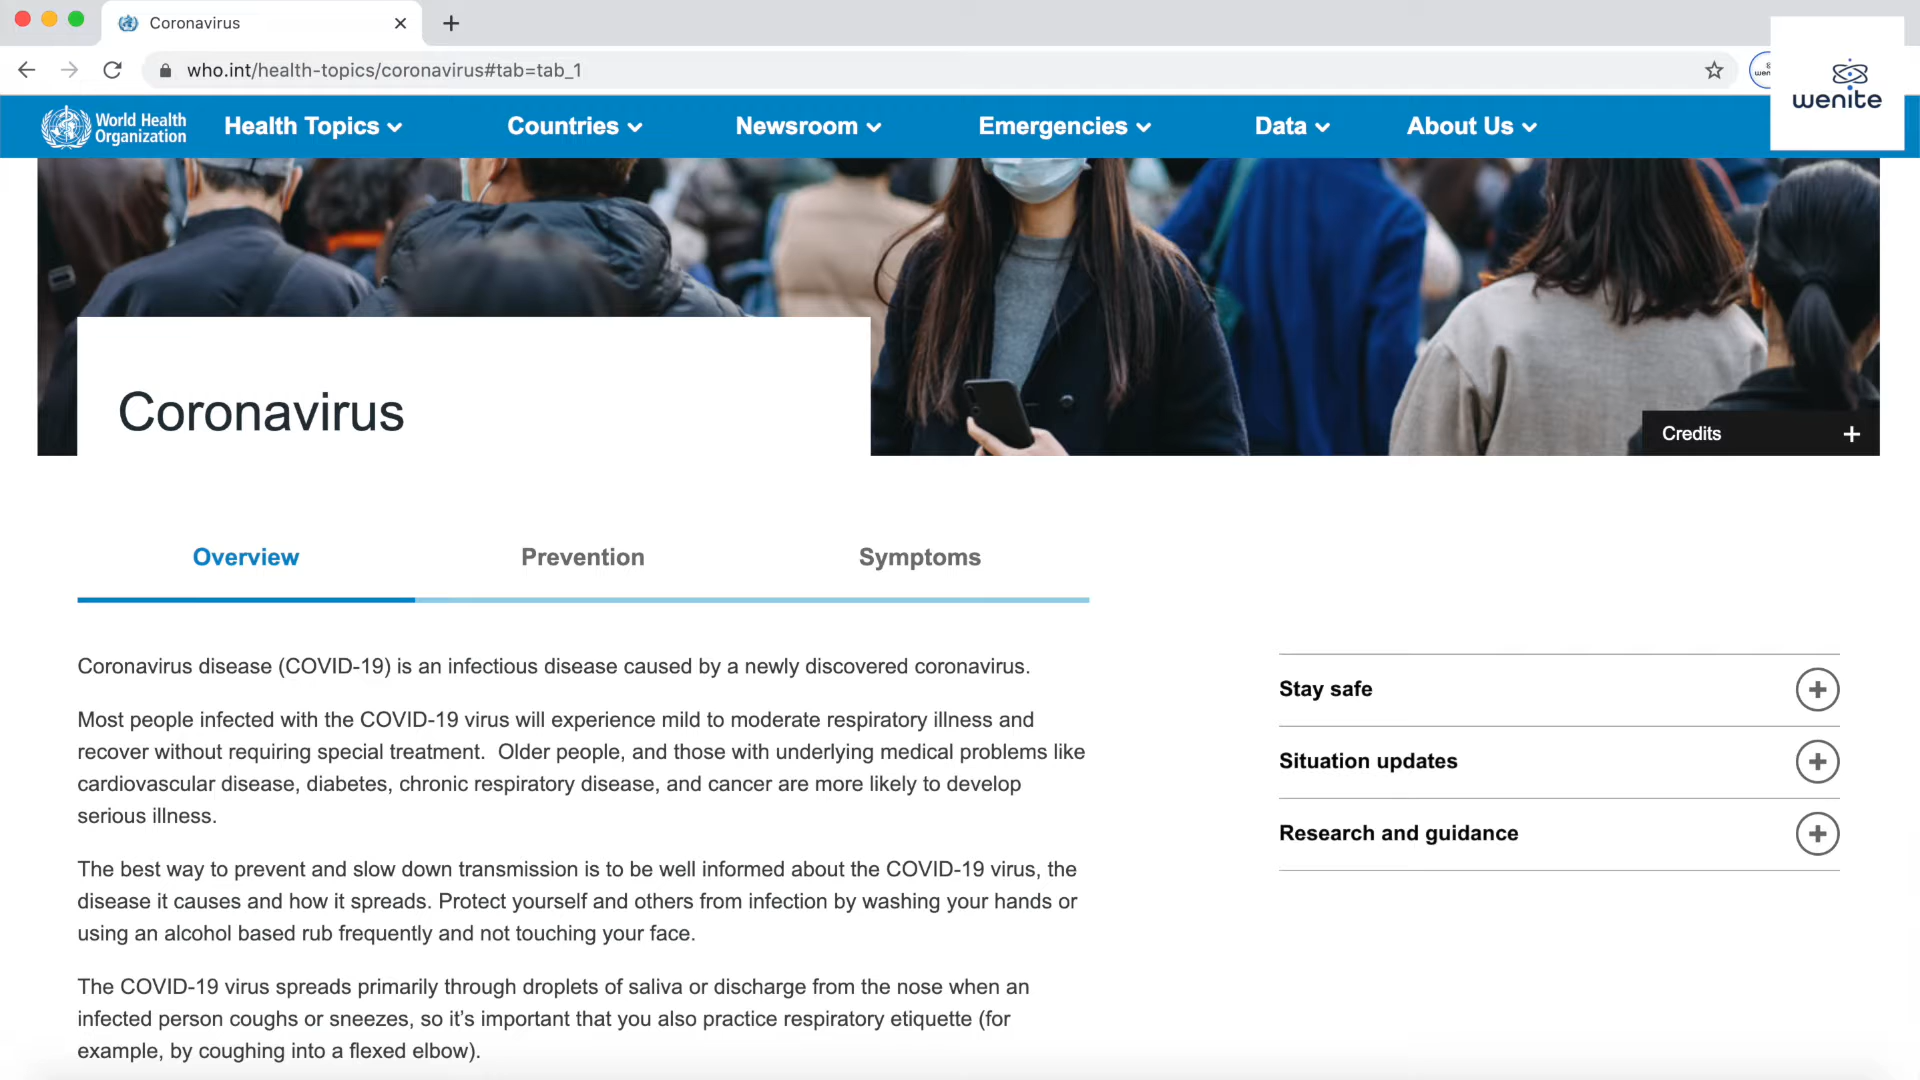 Coronavirus
who.int/health-topics/coronavirus#tab=tab_1
wenite
World Health
Organization
Health Topics
Countries
Newsroom
Emergencies
Data
About Us
Coronavirus
Credits
Overview
Prevention
Symptoms
Coronavirus disease (COVID-19) is an infectious disease caused by a newly discovered coronavirus.
Most people infected with the COVID-19 virus will experience mild to moderate respiratory illness and
recover without requiring special treatment.  Older people, and those with underlying medical problems like
cardiovascular disease, diabetes, chronic respiratory disease, and cancer are more likely to develop
serious illness.
The best way to prevent and slow down transmission is to be well informed about the COVID-19 virus, the
disease it causes and how it spreads. Protect yourself and others from infection by washing your hands or
using an alcohol based rub frequently and not touching your face.
The COVID-19 virus spreads primarily through droplets of saliva or discharge from the nose when an
infected person coughs or sneezes, so it’s important that you also practice respiratory etiquette (for
example, by coughing into a flexed elbow).
Stay safe
Situation updates
Research and guidance